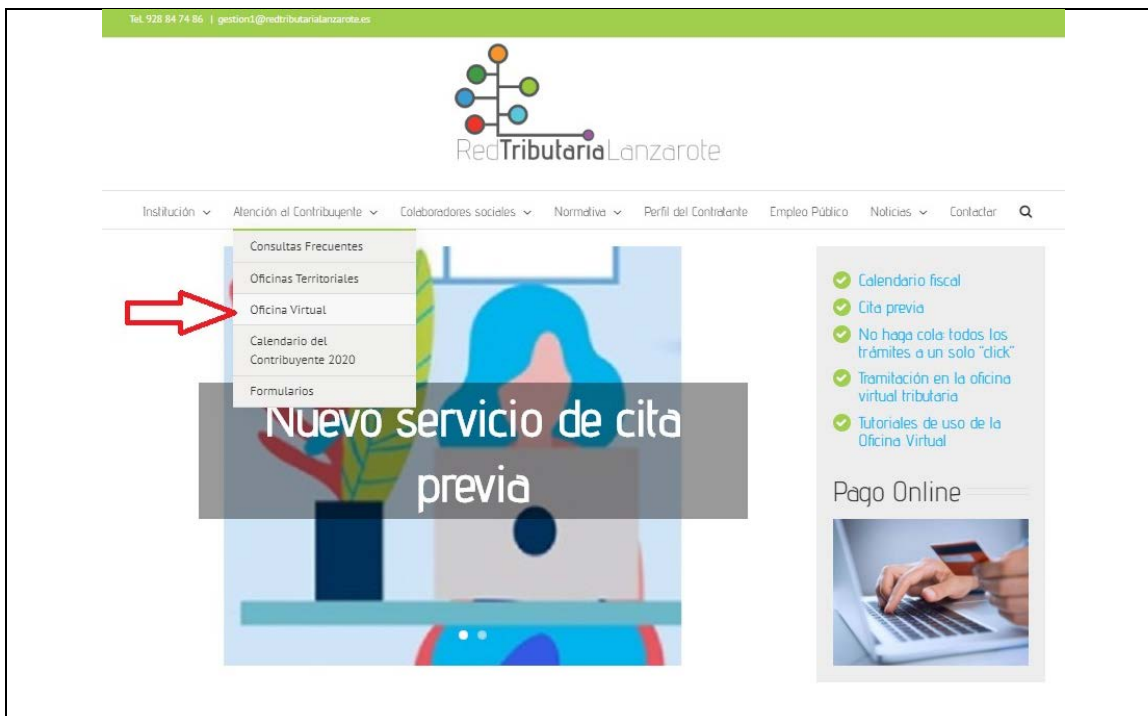 Tel. 928 84 74 86 | gestion1@redtributarialanzarote.es
RedTributariaLanzarote
Institución Atención al Contribuyente Colaboradores sociales Normativa Perfil del Contratante Empleo Público Noticias Contactar
Consultas Frecuentes
Oficinas Territoriales
Oficina Virtual
Calendario del
Contribuyente 2020
Formularios
Nuevo servicio de cita
previa
Calendario fiscal
Cita previa
No haga cola: todos los
trámites a un solo "click"
Tramitación en la oficina
virtual tributaria
Tutoriales de uso de la
Oficina Virtual
Pago Online